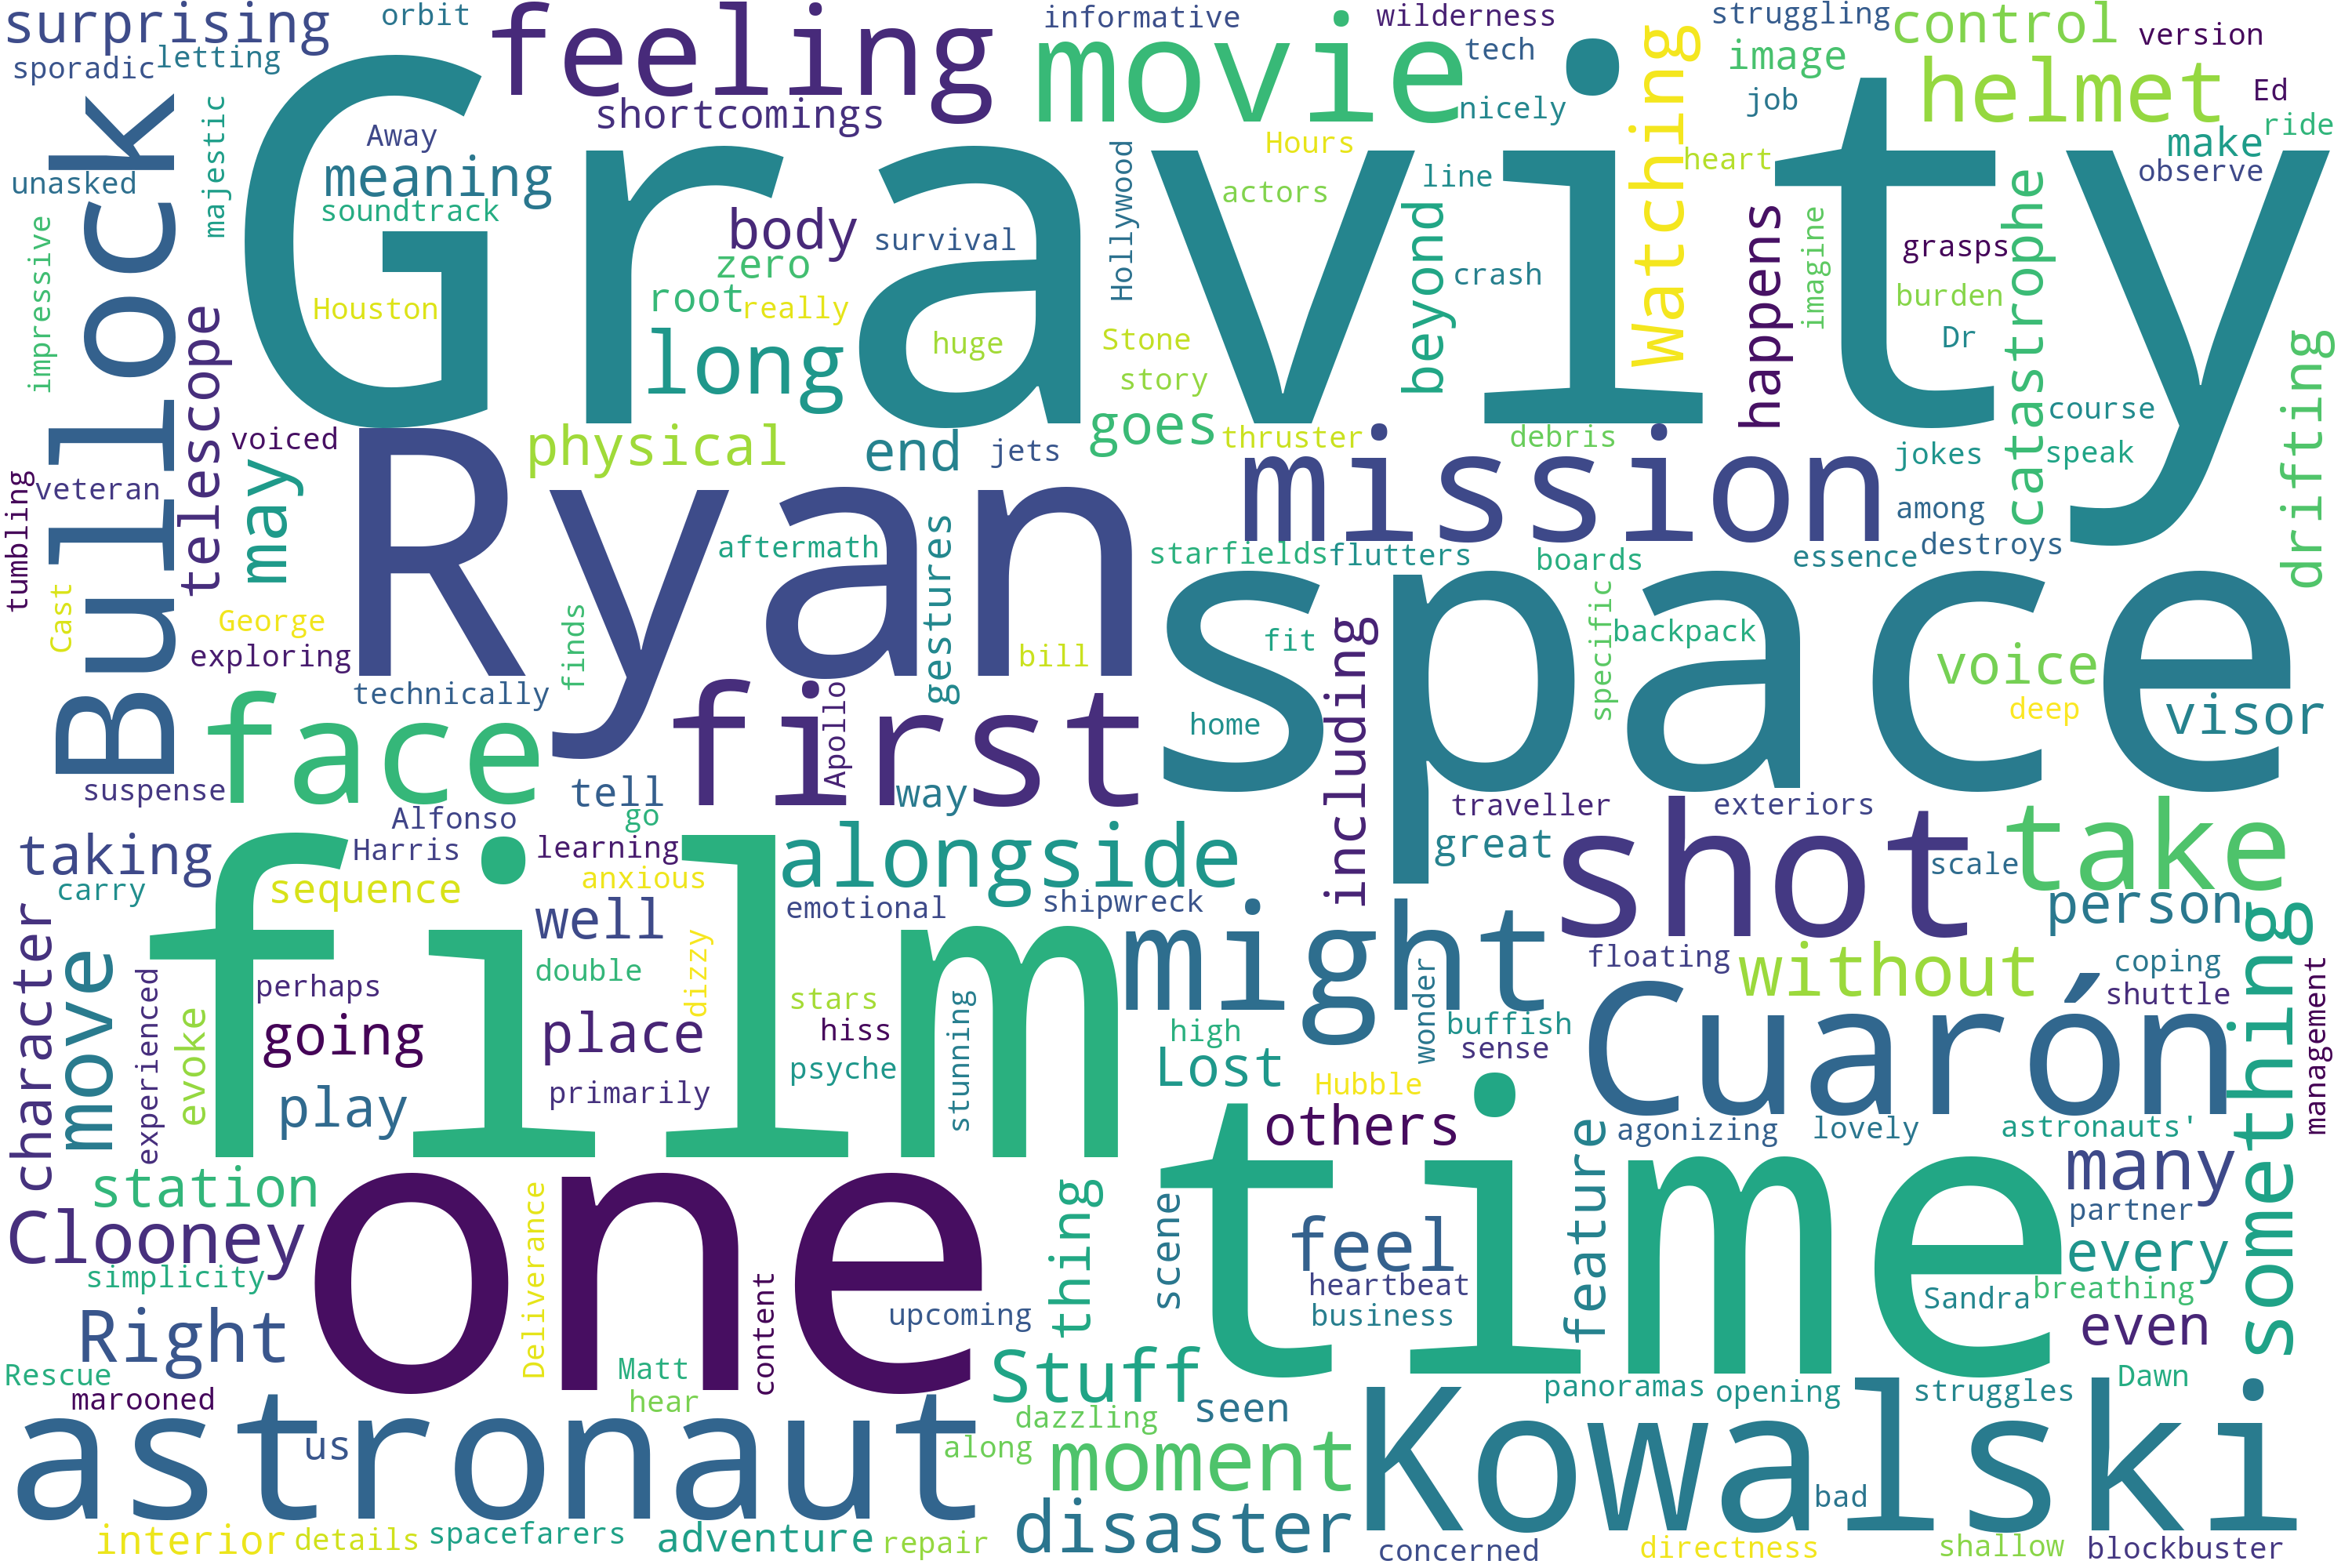 surprising
orbit
feeling
informative
wilderness
struggling
control
version
sporadic
letting
movie
tech
image
helmet
Ed
Bullock
majestic
shortcomings
nicely
job
ride
Away
Gravity
Hours
Watching
make
unasked
meaning
Hollywood
line
heart
observe
impressive
soundtrack
body
survival
actors
beyond
happens
imagine
grasps
catastrophe
zero
crash
Houston
root
really
burden
telescope
long
huge
Stone
Dr
drifting
story
voiced
physical
end
jets
goes
thruster
debris
course
may
mission
jokes
speak
tumbling
veteran
Ryan
among
aftermath
gestures
starfields
flutters
boards
essence
destroys
Cast
George
finds
space
specific
backpack
exploring
bill
fit
including
voice
technically
face
first
Apollo
home
deep
visor
suspense
tell
way
traveller
exteriors
Alfonso
go
taking
Harris
learning
alongside
great
shot
scale
take
carry
sequence
anxious
character
film
well
emotional
shipwreck
might
person
something
move
dizzy
double
floating
without
coping
experienced
perhaps
stars
wonder
shuttle
evoke
going
place
hiss
stunning
high
buffish
Cuarón
management
psyche
Lost
sense
play
primarily
Hubble
others
feature
agonizing
lovely
astronauts'
station
one
Deliverance
thing
scene
time
many
Clooney
feel
partner
simplicity
content
heartbeat
every
Right
upcoming
business
Sandra
breathing
even
Rescue
Matt
Stuff
panoramas
opening
struggles
Dawn
marooned
hear
dazzling
seen
astronaut
us
along
moment
Kowalski
bad
interior
details
spacefarers
adventure
repair
disaster
concerned
directness
shallow
blockbuster